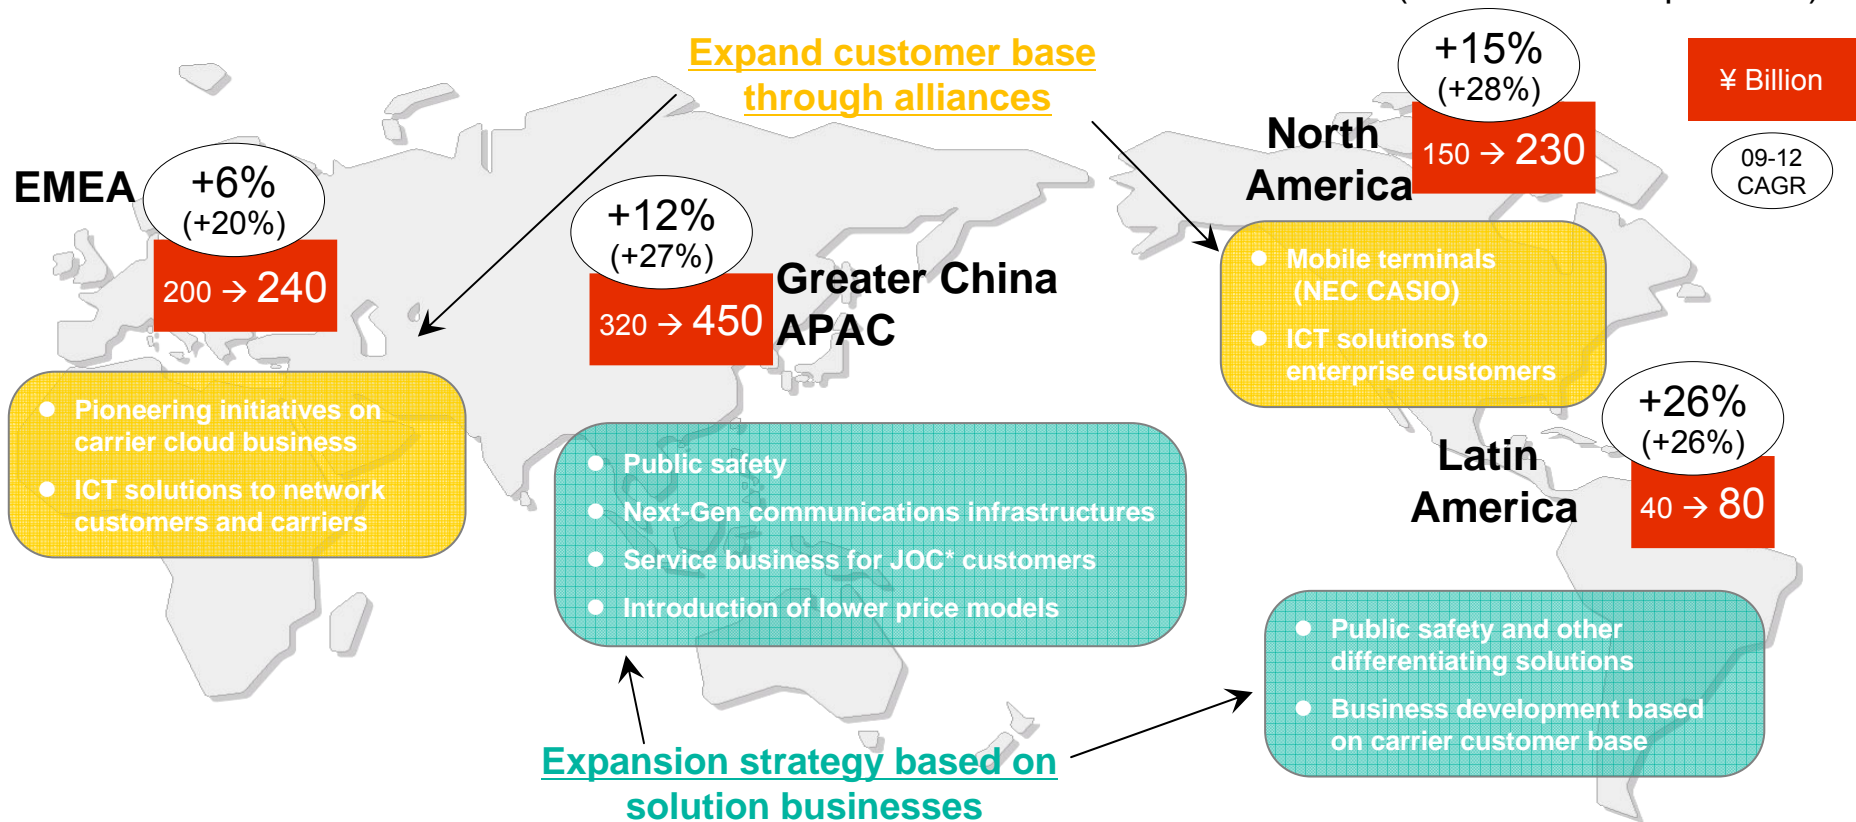 Expand customer base
through alliances
+15%
(+28%)
¥ Billion
North
America
150 → 230
09-12
CAGR
EMEA
+6%
(+20%)
200 → 240
+12%
(+27%)
320 → 450
Greater China
APAC
● Mobile terminals
(NEC CASIO)
● ICT solutions to
enterprise customers
● Pioneering initiatives on
carrier cloud business
● ICT solutions to network
customers and carriers
+26%
(+26%)
Latin
America
40 → 80
● Public safety
● Next-Gen communications infrastructures
● Service business for JOC* customers
● Introduction of lower price models
● Public safety and other
differentiating solutions
● Business development based
on carrier customer base
Expansion strategy based on
solution businesses